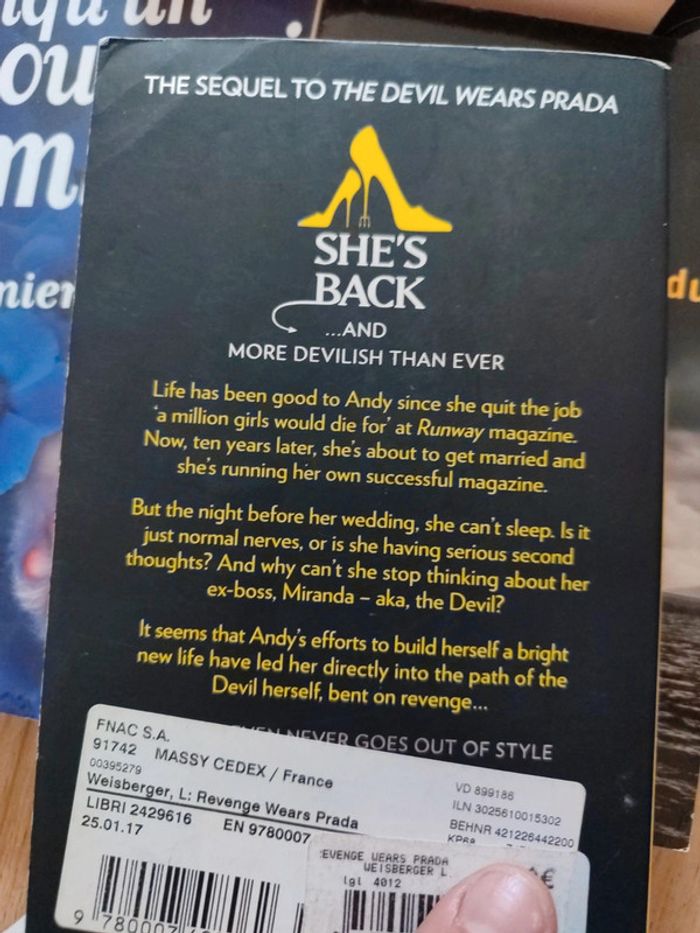 THE SEQUEL TO THE DEVIL WEARS PRADA
SHE'S
BACK
...AND
MORE DEVILISH THAN EVER
Life has been good to Andy since she quit the job
'a million girls would die for' at Runway magazine.
Now, ten years later, she's about to get married and
she's running her own successful magazine.
But the night before her wedding, she can't sleep. Is it
just normal nerves, or is she having serious second
thoughts? And why can't she stop thinking about her
ex-boss, Miranda – aka, the Devil?
It seems that Andy's efforts to build herself a bright
new life have led her directly into the path of the
Devil herself, bent on revenge...
NEVER GOES OUT OF STYLE
FNAC S.A.
91742 MASSY CEDEX / France
00395279
Weisberger, L: Revenge Wears Prada
LIBRI 2429616 EN 9780007
25.01.17
VD 899186
ILN 3025610015302
BEHNR 421226442200
EVENGE WEARS PRADA
WEISBERGER L
lgl 4012
€
9 780007
ou
m
mier
du